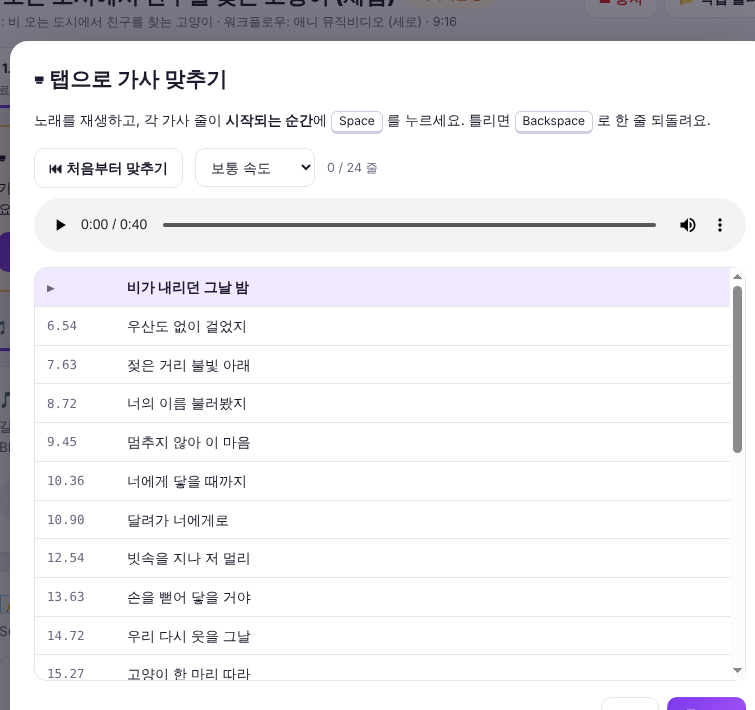 : 비 오는 도시에서 친구를 찾는 고양이 · 워크플로우: 애니 뮤직비디오 (세로) · 9:16
탭으로 가사 맞추기
노래를 재생하고, 각 가사 줄이 시작되는 순간에 Space 를 누르세요. 틀리면 Backspace 로 한 줄 되돌려요.
처음부터 맞추기 보통 속도 0 / 24 줄
0:00 / 0:40
비가 내리던 그날 밤
6.54 우산도 없이 걸었지
7.63 젖은 거리 불빛 아래
8.72 너의 이름 불러봤지
9.45 멈추지 않아 이 마음
10.36 너에게 닿을 때까지
10.90 달려가 너에게로
12.54 빗속을 지나 저 멀리
13.63 손을 뻗어 닿을 거야
14.72 우리 다시 웃을 그날
15.27 고양이 한 마리 따라